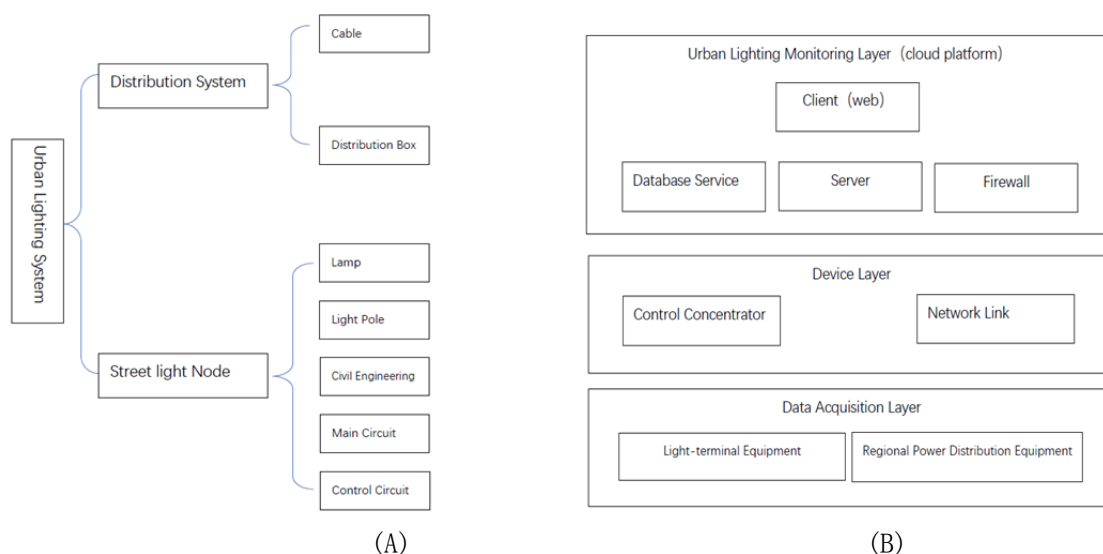 Urban Lighting System
Distribution System
Cable
Distribution Box
Street light Node
Lamp
Light Pole
Civil Engineering
Main Circuit
Control Circuit
(A)
Urban Lighting Monitoring Layer（cloud platform）
Client（web）
Database Service
Server
Firewall
Device Layer
Control Concentrator
Network Link
Data Acquisition Layer
Light-terminal Equipment
Regional Power Distribution Equipment
(B)